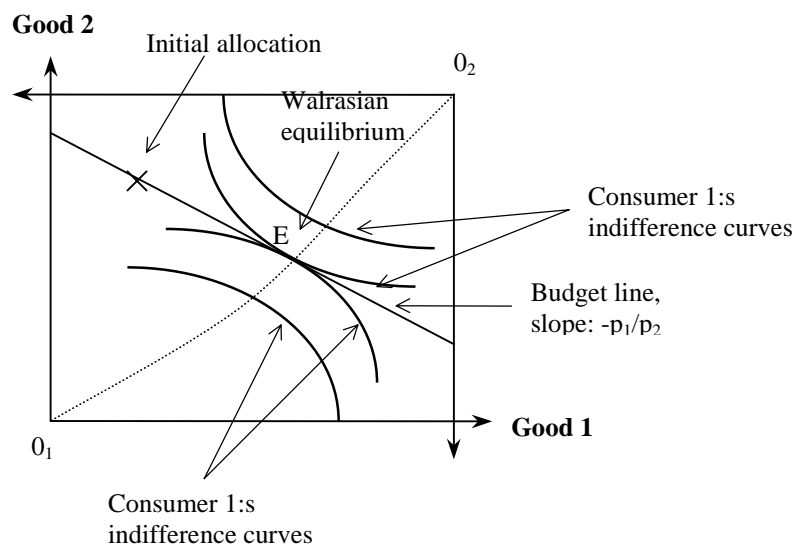 Good 2
Initial allocation
0₂
Walrasian
equilibrium
Consumer 1:s
indifference curves
E
Budget line,
slope: -p₁/p₂
Good 1
0₁
Consumer 1:s
indifference curves